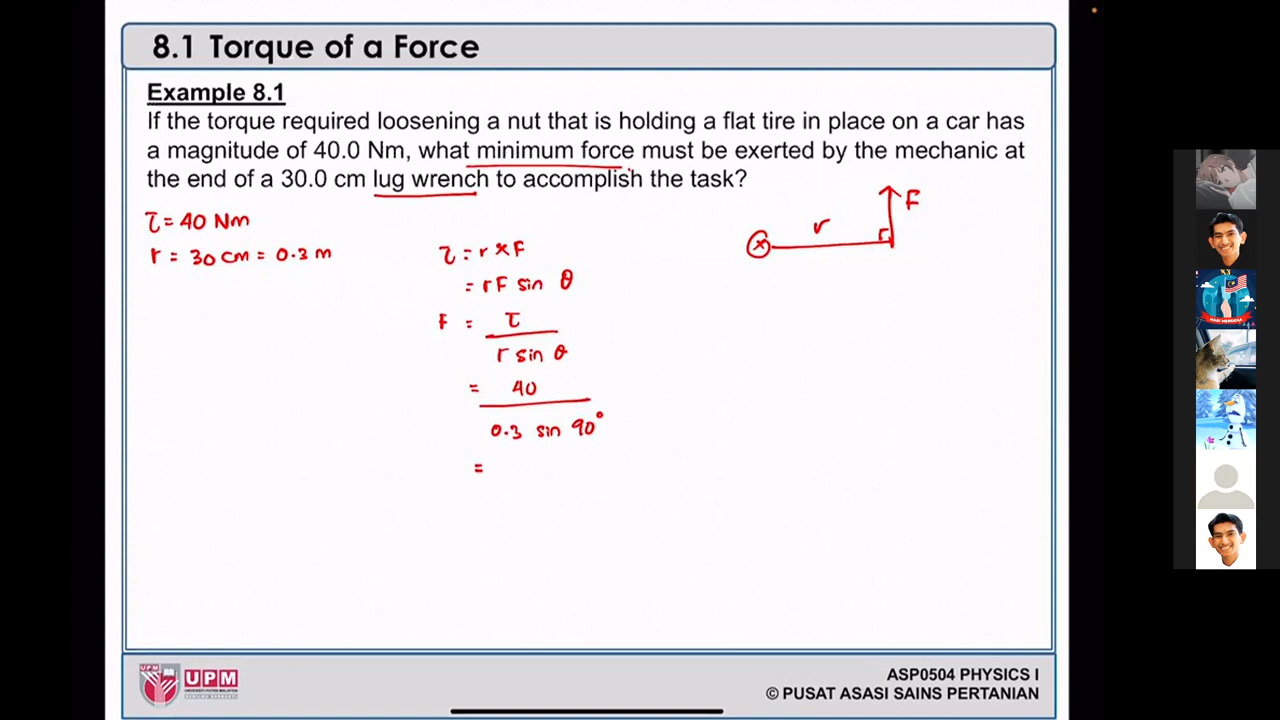 8.1 Torque of a Force
Example 8.1
If the torque required loosening a nut that is holding a flat tire in place on a car has
a magnitude of 40.0 Nm, what minimum force must be exerted by the mechanic at
the end of a 30.0 cm lug wrench to accomplish the task?
τ = 40 Nm
r = 30 cm = 0.3 m
τ = r × F
= rF sin θ
F = τ
r sin θ
= 40
0.3 sin 90°
=
r
F
UPM
UPM
ASP0504 PHYSICS I
© PUSAT ASASI SAINS PERTANIAN